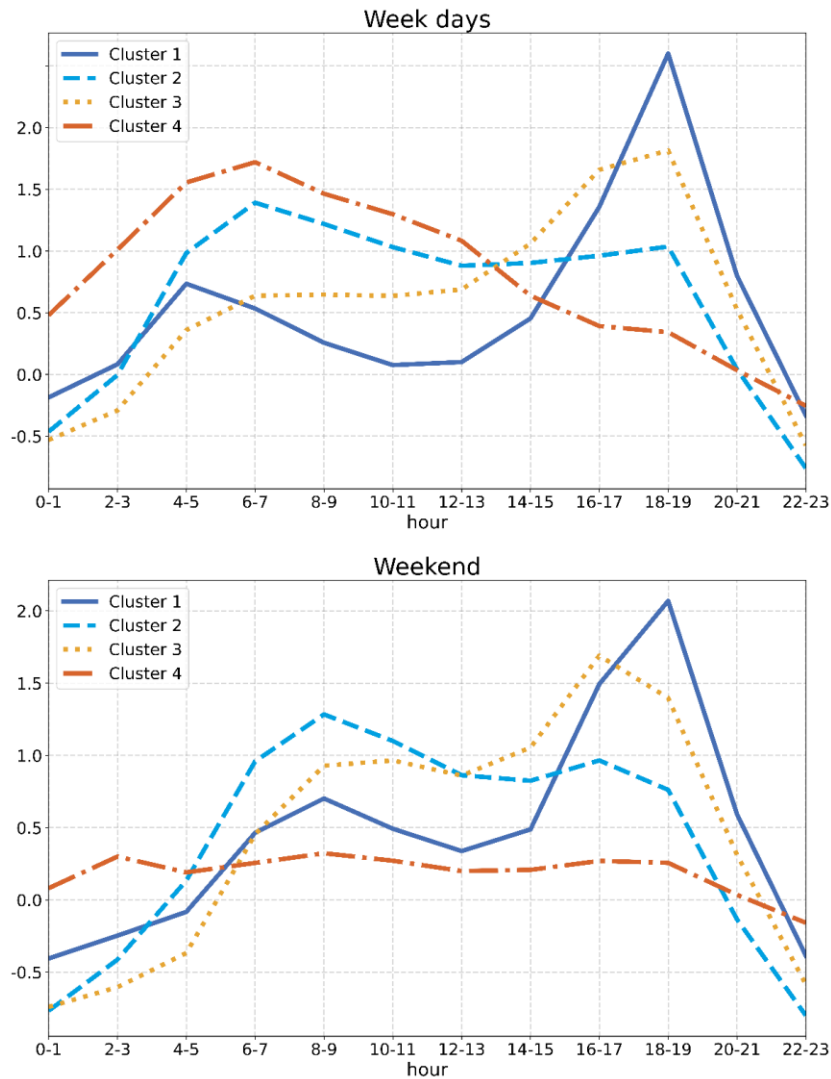 Week days
Cluster 1
Cluster 2
Cluster 3
Cluster 4
2.0
1.5
1.0
0.5
0.0
-0.5
0-1 2-3 4-5 6-7 8-9 10-11 12-13 14-15 16-17 18-19 20-21 22-23
hour
Weekend
Cluster 1
Cluster 2
Cluster 3
Cluster 4
2.0
1.5
1.0
0.5
0.0
-0.5
0-1 2-3 4-5 6-7 8-9 10-11 12-13 14-15 16-17 18-19 20-21 22-23
hour